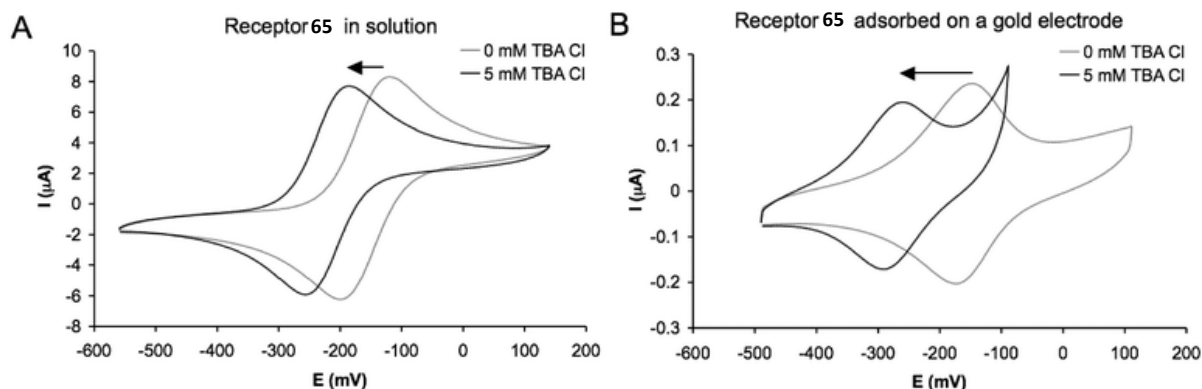 A
Receptor 65 in solution
0 mM TBA Cl
5 mM TBA Cl
10
8
6
4
2
0
-2
-4
-6
-8
I (μA)
-600 -500 -400 -300 -200 -100 0 100 200
E (mV)
B
Receptor 65 adsorbed on a gold electrode
0 mM TBA Cl
5 mM TBA Cl
0.3
0.2
0.1
0
-0.1
-0.2
-0.3
I (μA)
-600 -500 -400 -300 -200 -100 0 100 200
E (mV)